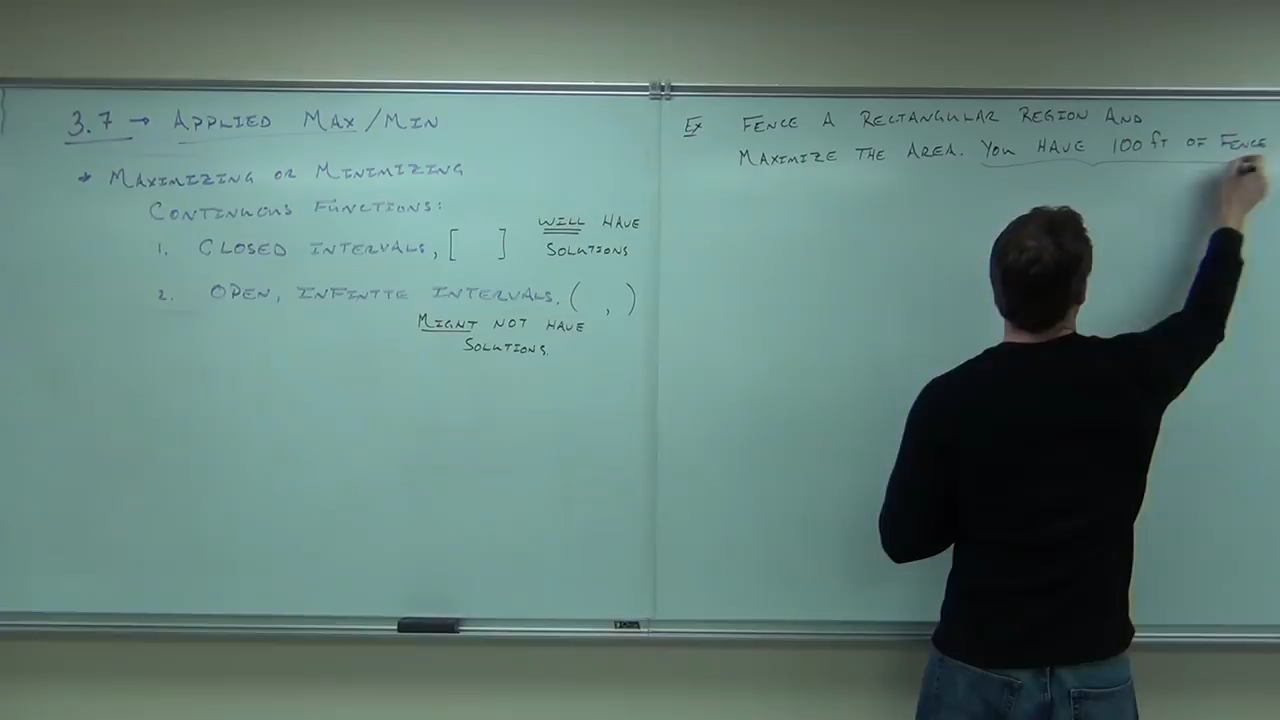 3.7 → APPLIED MAX/MIN
* MAXIMIZING OR MINIMIZING
CONTINUOUS FUNCTIONS:
1. CLOSED INTERVALS, [ ] WILL HAVE
SOLUTIONS
2. OPEN, INFINITE INTERVALS. ( , )
MIGHT NOT HAVE
SOLUTIONS.
Ex FENCE A RECTANGULAR REGION AND
MAXIMIZE THE AREA. YOU HAVE 100 ft OF FENCE